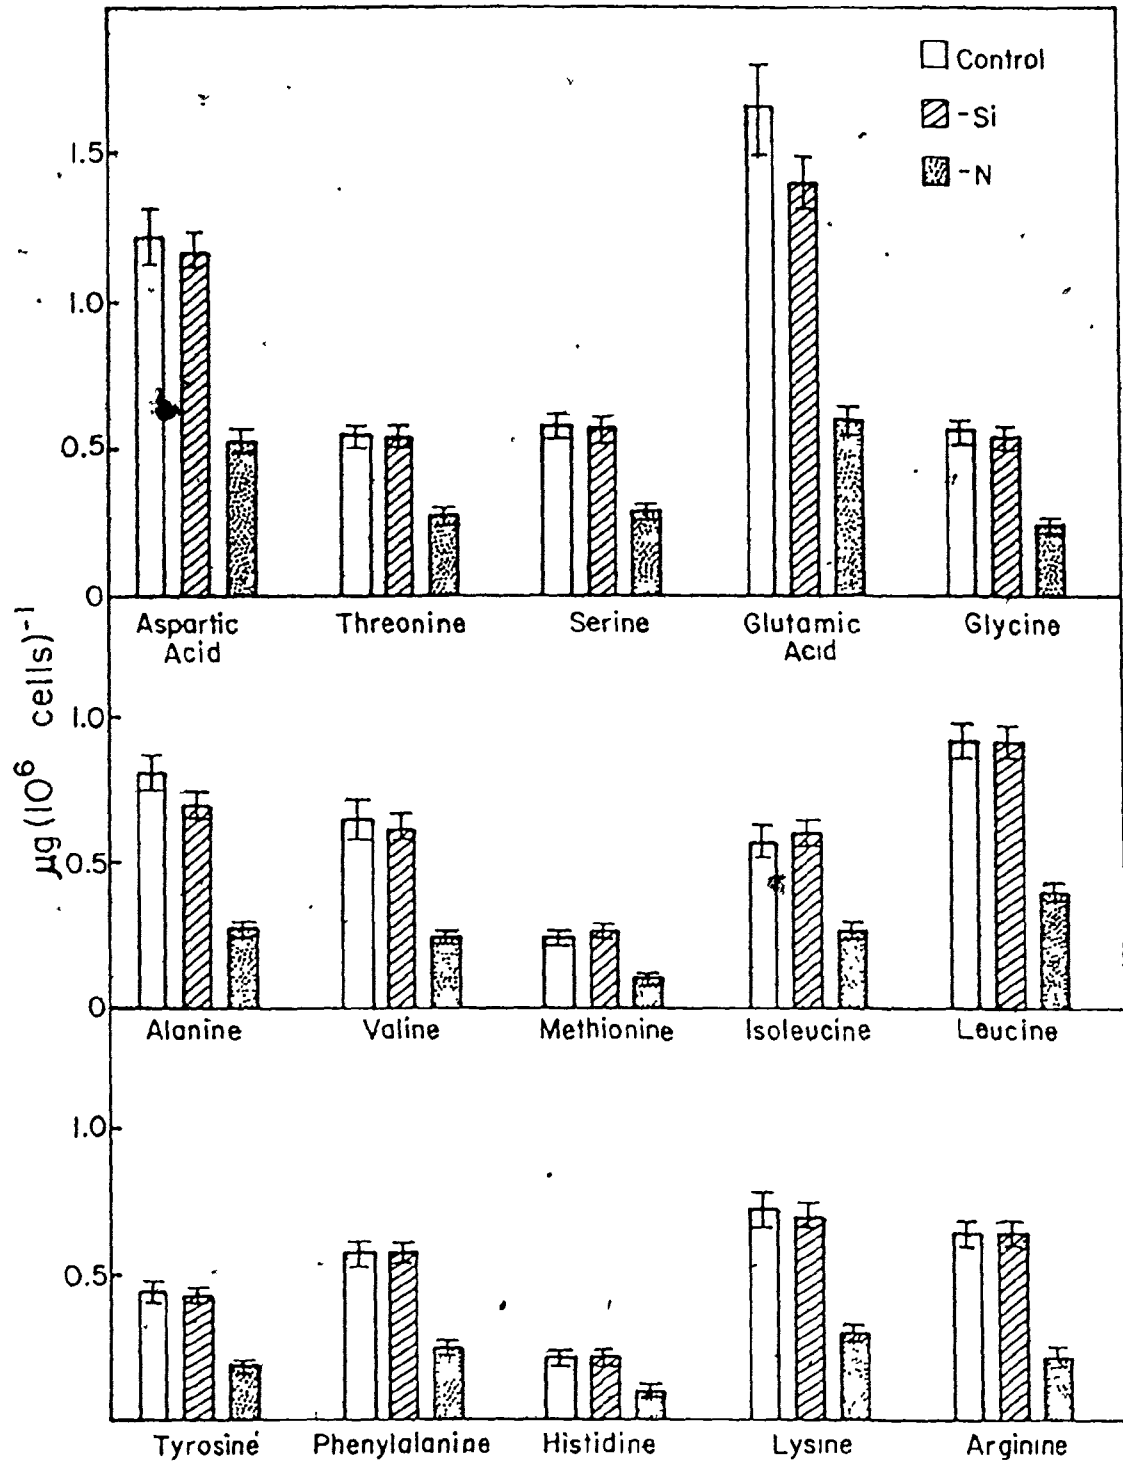 Control
-Si
-N
1.5
1.0
0.5
0
Aspartic Acid
Threonine
Serine
Glutamic Acid
Glycine
µg (10⁶ cells)⁻¹
1.0
0.5
0
Alanine
Valine
Methionine
Isoleucine
Leucine
1.0
0.5
Tyrosine
Phenylalanine
Histidine
Lysine
Arginine